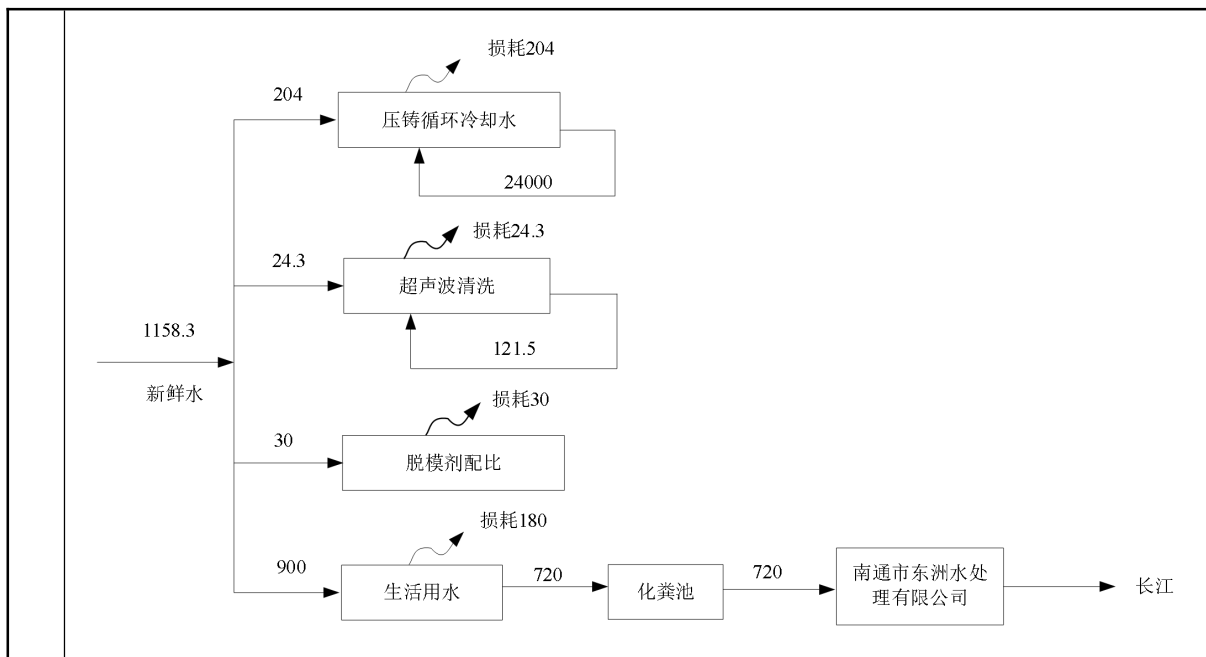 损耗204
204
压铸循环冷却水
24000
损耗24.3
24.3
超声波清洗
1158.3
121.5
新鲜水
损耗30
30
脱模剂配比
损耗180
900
生活用水
720
化粪池
720
南通市东洲水处
理有限公司
长江